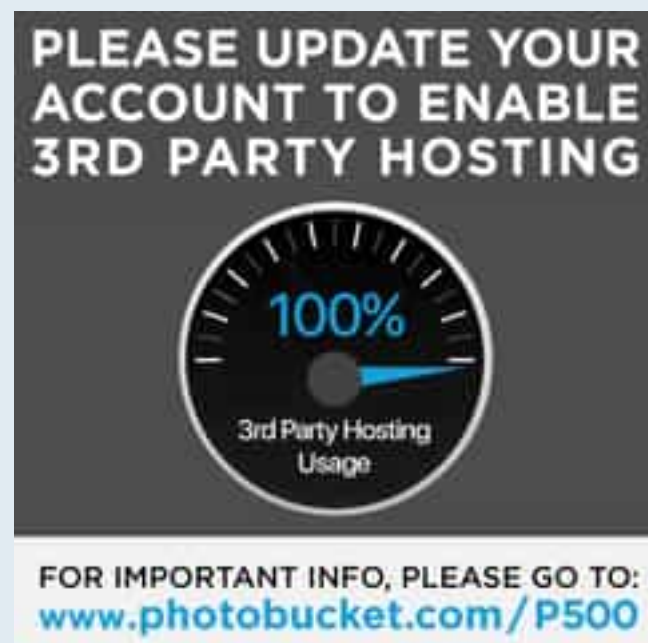 PLEASE UPDATE YOUR
ACCOUNT TO ENABLE
3RD PARTY HOSTING
100%
3rd Party Hosting
Usage
FOR IMPORTANT INFO, PLEASE GO TO:
www.photobucket.com/P500